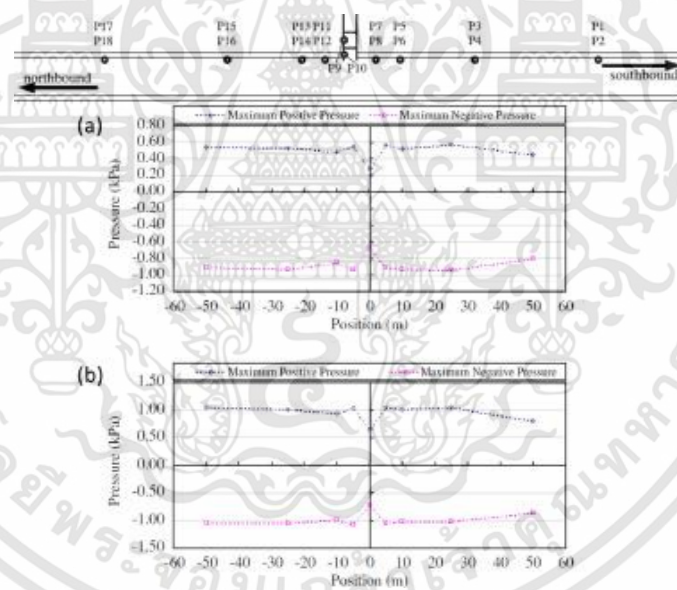 P17 P15 P13 P11 P7 P5 P3 P1
P18 P16 P14 P12 P8 P6 P4 P2
P9 P10
northbound
southbound
(a)
Maximum Positive Pressure Maximum Negative Pressure
0.80
0.60
0.40
0.20
0.00
-0.20
-0.40
-0.60
-0.80
-1.00
-1.20
Pressure (kPa)
-60 -50 -40 -30 -20 -10 0 10 20 30 40 50 60
Position (m)
(b)
Maximum Positive Pressure Maximum Negative Pressure
1.50
1.00
0.50
0.00
-0.50
-1.00
-1.50
Pressure (kPa)
-60 -50 -40 -30 -20 -10 0 10 20 30 40 50 60
Position (m)